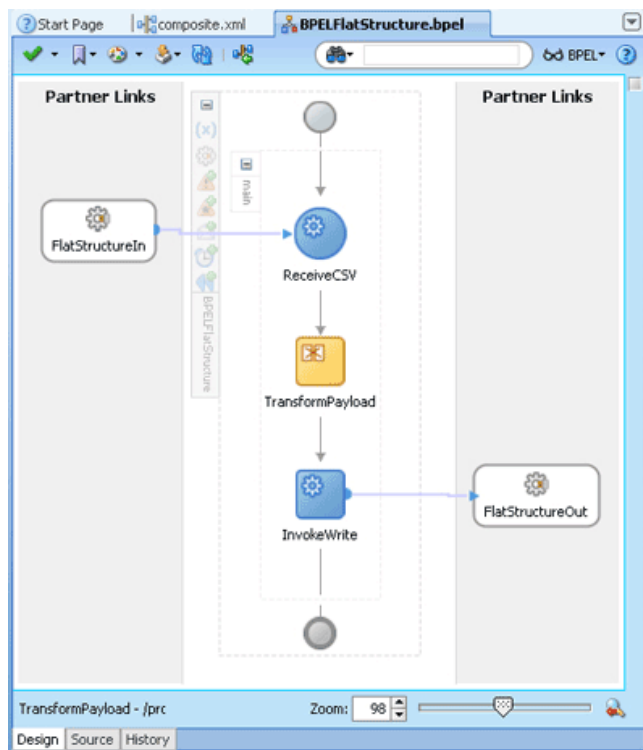 Start Page composite.xml BPELFlatStructure.bpel
BPEL
Partner Links Partner Links
main
FlatStructureIn
ReceiveCSV
BPELFlatStructure
TransformPayload
FlatStructureOut
InvokeWrite
TransformPayload - /prc Zoom: 98
Design Source History